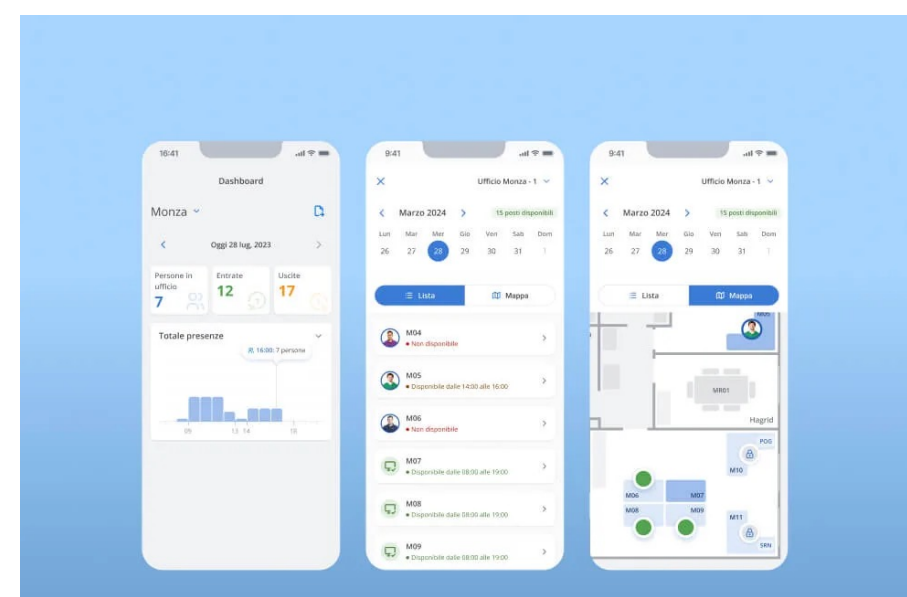 16:41
Dashboard
Monza
Oggi 28 lug, 2023
Persone in
ufficio
7
Entrate
12
Uscite
17
Totale presenze
16:00: 7 persone
09
13
14
18
9:41
Ufficio Monza - 1
Marzo 2024
15 posti disponibili
Lun Mar Mer Gio Ven Sab Dom
26 27 28 29 30 31 1
Lista
Mappa
M04
Non disponibile
M05
Disponibile dalle 14:00 alle 16:00
M06
Non disponibile
M07
Disponibile dalle 08:00 alle 19:00
M08
Disponibile dalle 08:00 alle 19:00
M09
Disponibile dalle 08:00 alle 19:00
9:41
Ufficio Monza - 1
Marzo 2024
15 posti disponibili
Lun Mar Mer Gio Ven Sab Dom
26 27 28 29 30 31 1
Lista
Mappa
M05
MR01
Hagrid
POG
M10
M06
M07
M08
M09
M11
SRN